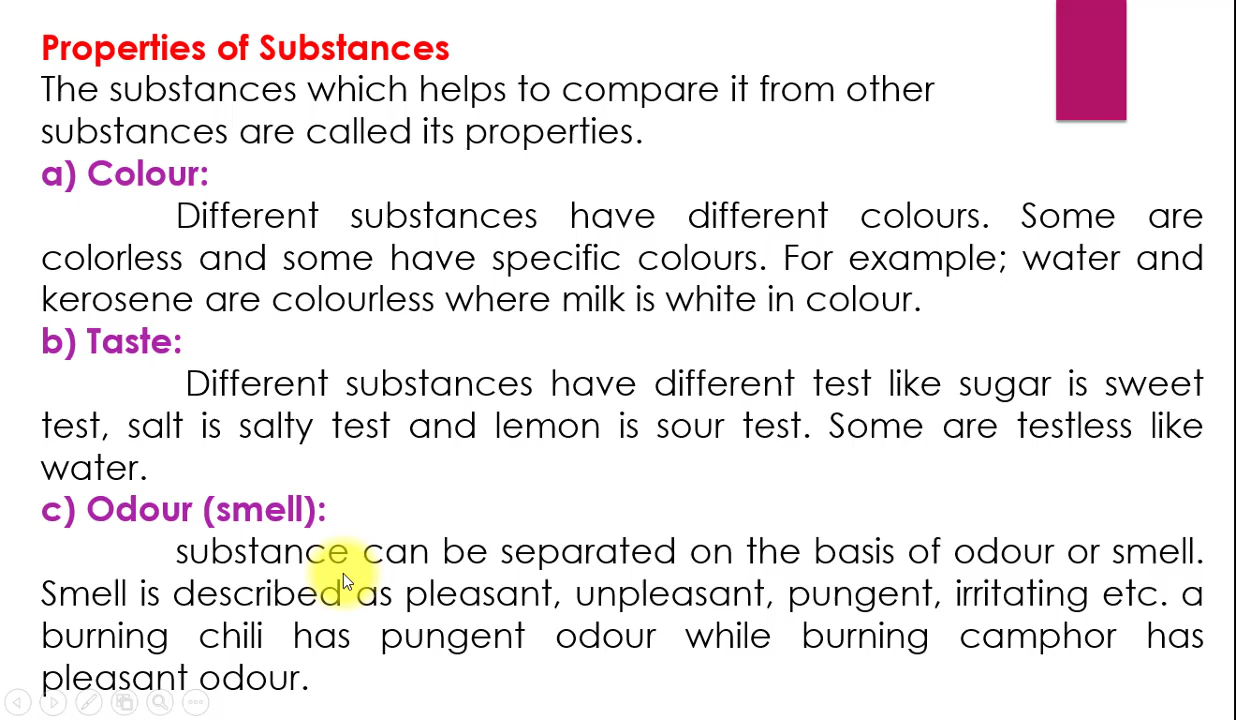 Properties of Substances
The substances which helps to compare it from other
substances are called its properties.
a) Colour:
Different substances have different colours. Some are
colorless and some have specific colours. For example; water and
kerosene are colourless where milk is white in colour.
b) Taste:
Different substances have different test like sugar is sweet
test, salt is salty test and lemon is sour test. Some are testless like
water.
c) Odour (smell):
substance can be separated on the basis of odour or smell.
Smell is described as pleasant, unpleasant, pungent, irritating etc. a
burning chili has pungent odour while burning camphor has
pleasant odour.